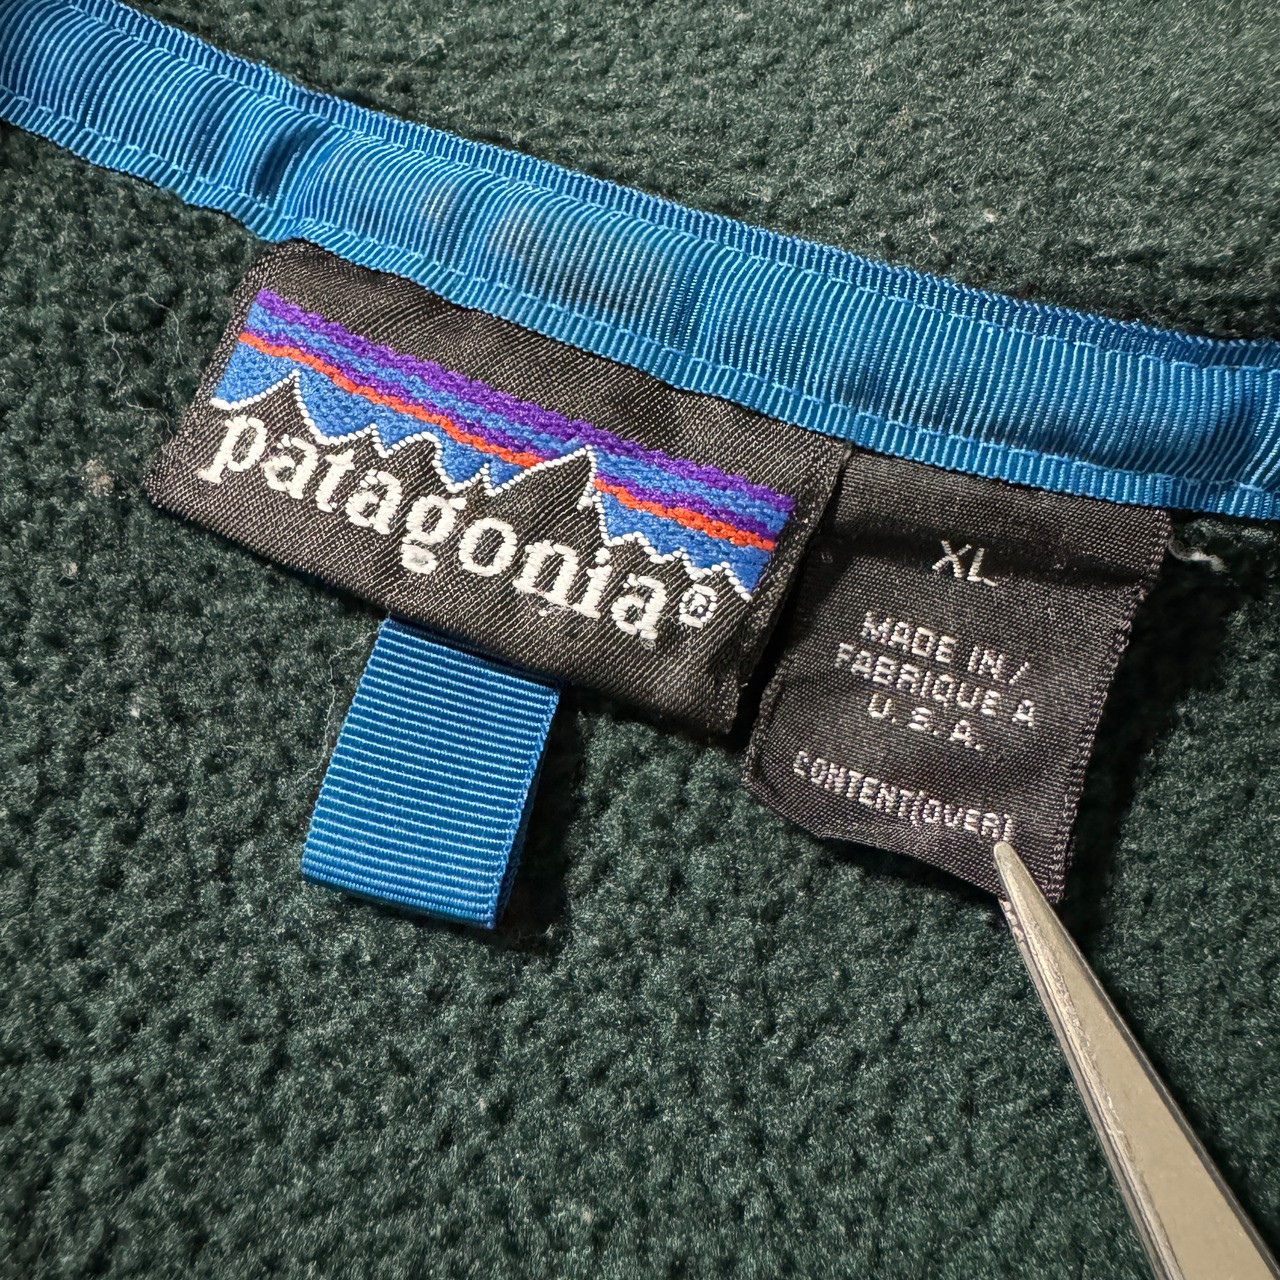 patagonia®
XL
MADE IN/
FABRIQUE A
U.S.A.
CONTENT(OVER)